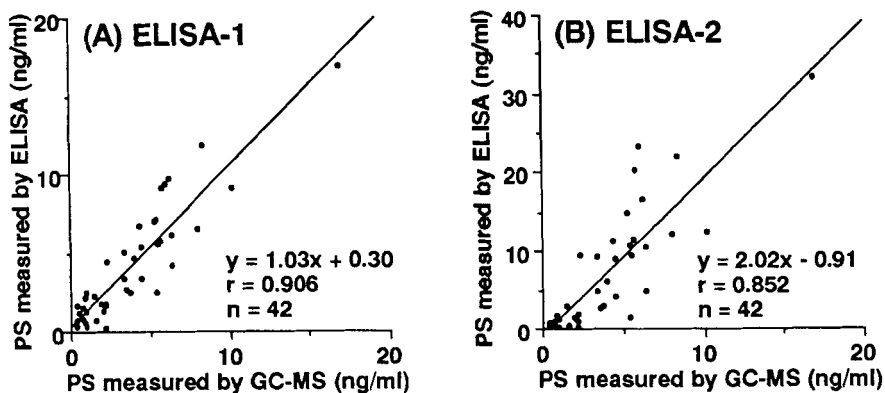 (A) ELISA-1
PS measured by ELISA (ng/ml)
20
10
0
y = 1.03x + 0.30
r = 0.906
n = 42
0 10 20
PS measured by GC-MS (ng/ml)
(B) ELISA-2
PS measured by ELISA (ng/ml)
40
30
20
10
0
y = 2.02x - 0.91
r = 0.852
n = 42
0 10 20
PS measured by GC-MS (ng/ml)